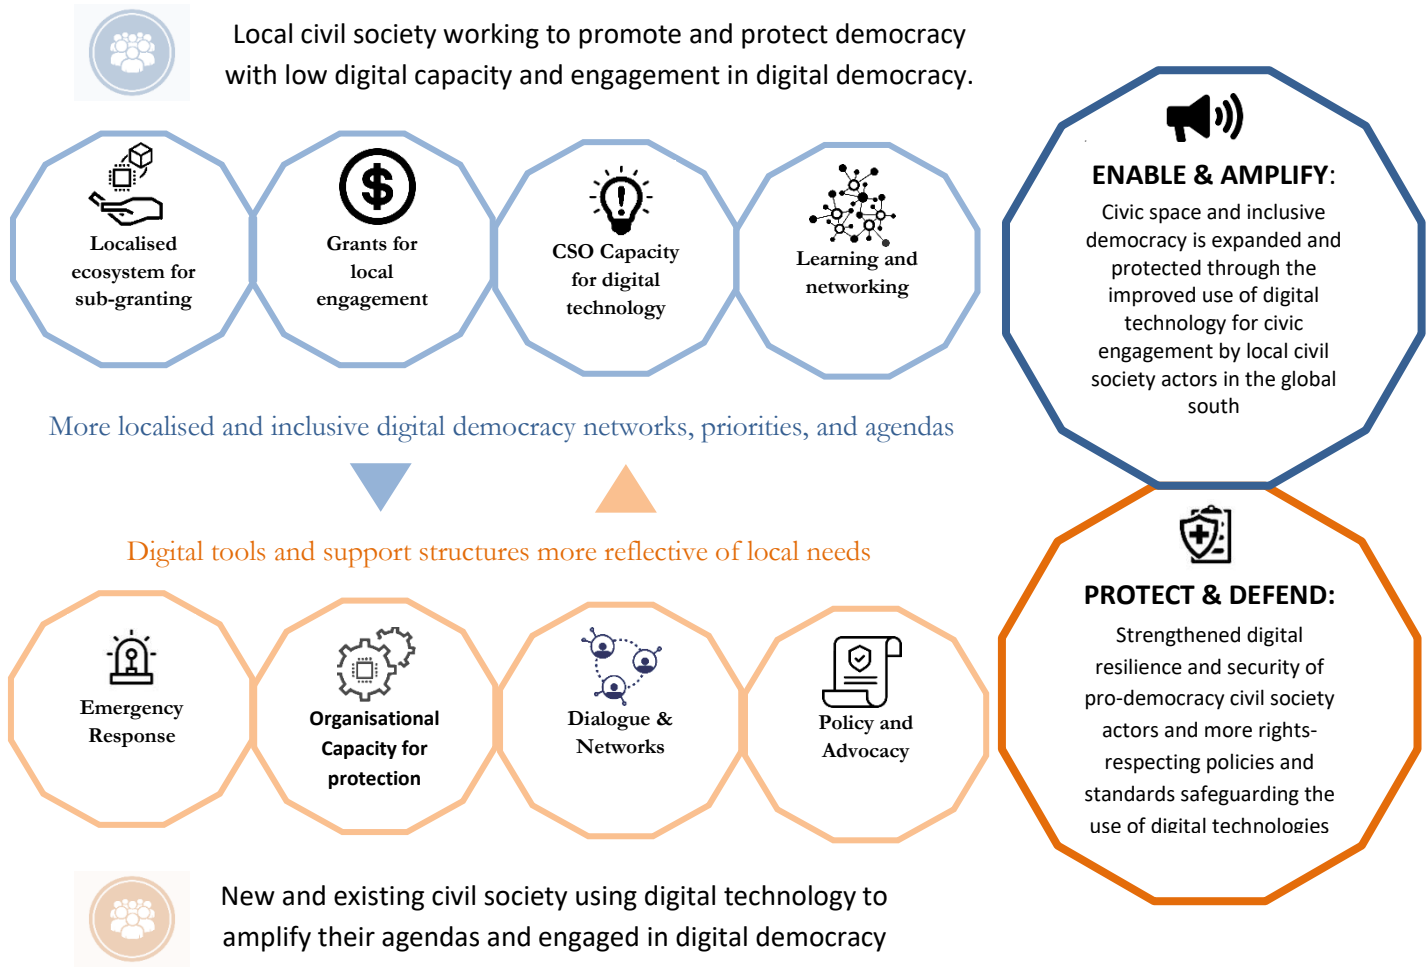 Local civil society working to promote and protect democracy
with low digital capacity and engagement in digital democracy.
Localised
ecosystem for
sub-granting
Grants for
local
engagement
CSO Capacity
for digital
technology
Learning and
networking
ENABLE & AMPLIFY:
Civic space and inclusive
democracy is expanded and
protected through the
improved use of digital
technology for civic
engagement by local civil
society actors in the global
south
More localised and inclusive digital democracy networks, priorities, and agendas
Digital tools and support structures more reflective of local needs
Emergency
Response
Organisational
Capacity for
protection
Dialogue &
Networks
Policy and
Advocacy
PROTECT & DEFEND:
Strengthened digital
resilience and security of
pro-democracy civil society
actors and more rights-
respecting policies and
standards safeguarding the
use of digital technologies
New and existing civil society using digital technology to
amplify their agendas and engaged in digital democracy